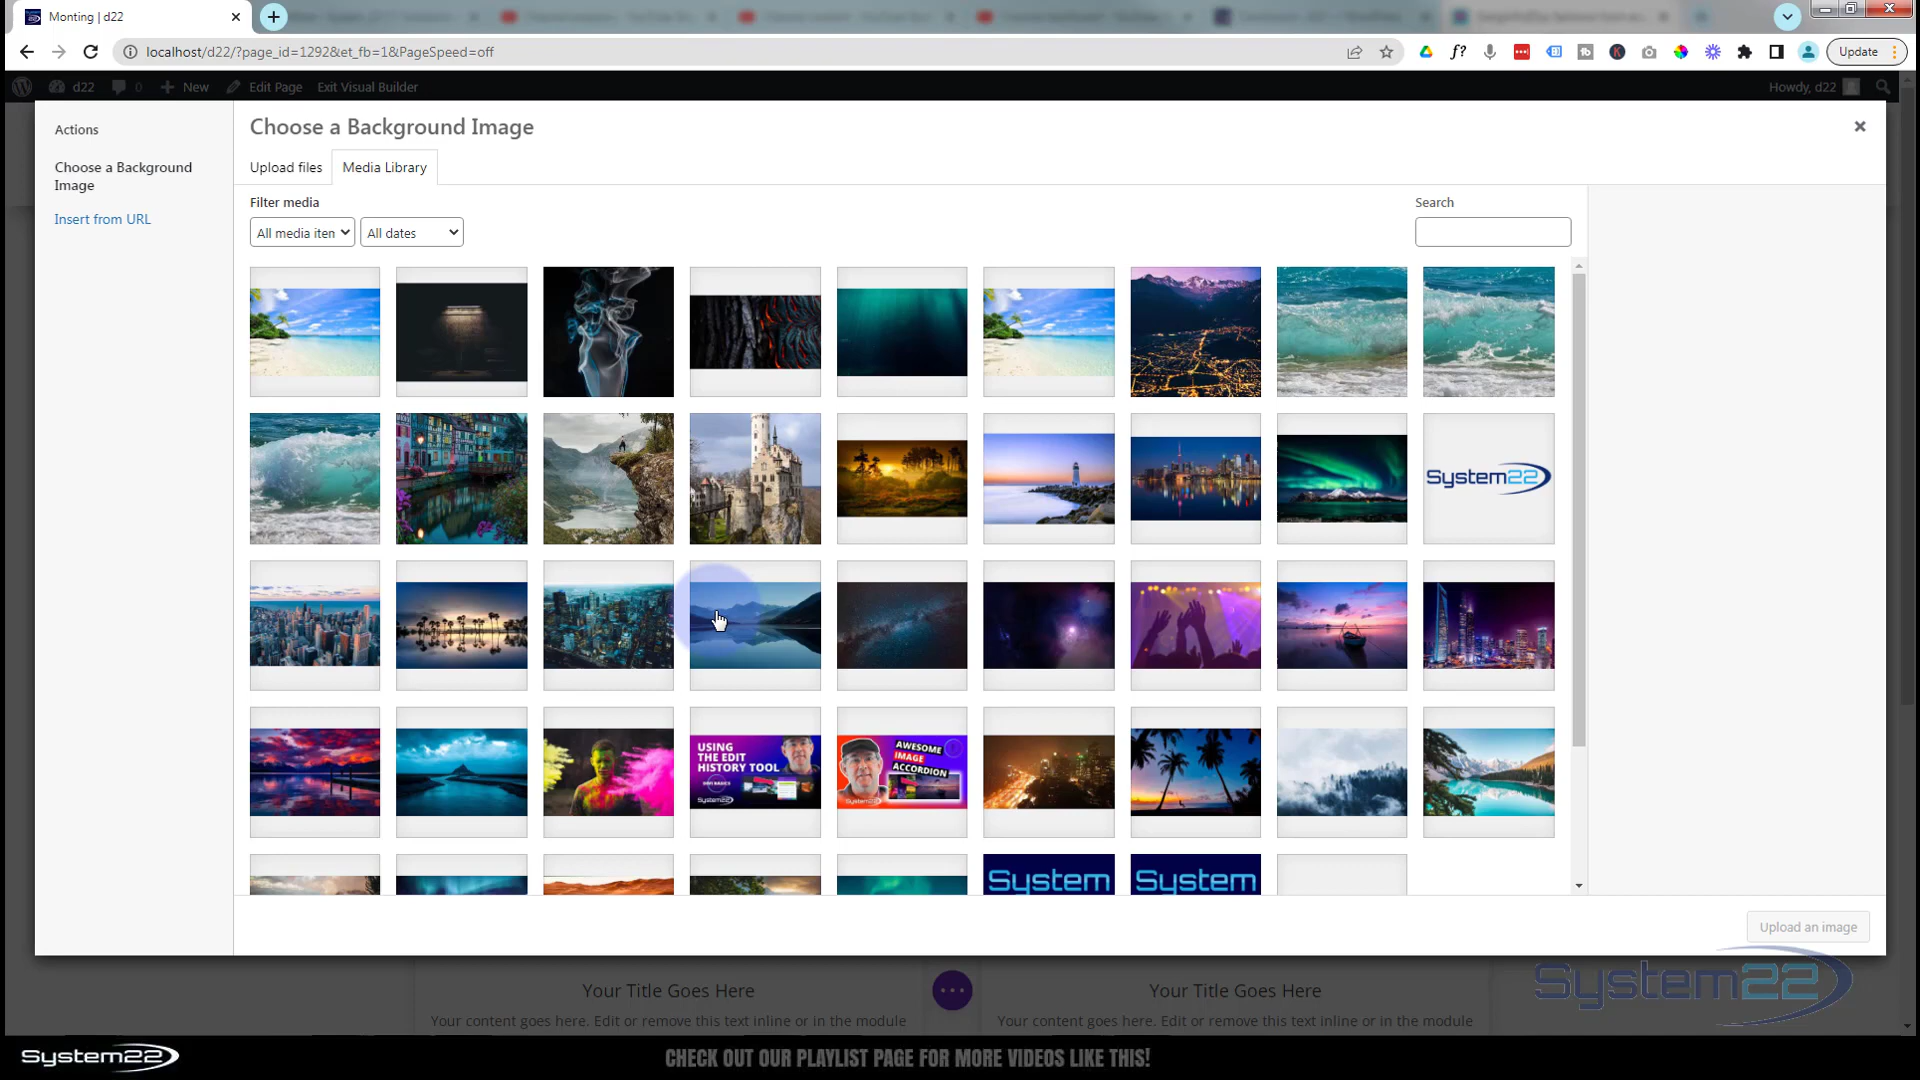 Monting | d22
localhost/d22/?page_id=1292&et_fb=1&PageSpeed=off
Update
d22
0
New
Edit Page
Exit Visual Builder
Howdy, d22
Actions
Choose a Background Image
Choose a Background
Image
Insert from URL
Upload files
Media Library
Filter media
All media iten
All dates
Search
System22
USING
THE EDIT
HISTORY TOOL
System22
AWESOME
IMAGE
ACCORDION
System22
System
System
Upload an image
Your Title Goes Here
Your content goes here. Edit or remove this text inline or in the module
Your Title Goes Here
Your content goes here. Edit or remove this text inline or in the module
System22
System22
CHECK OUT OUR PLAYLIST PAGE FOR MORE VIDEOS LIKE THIS!